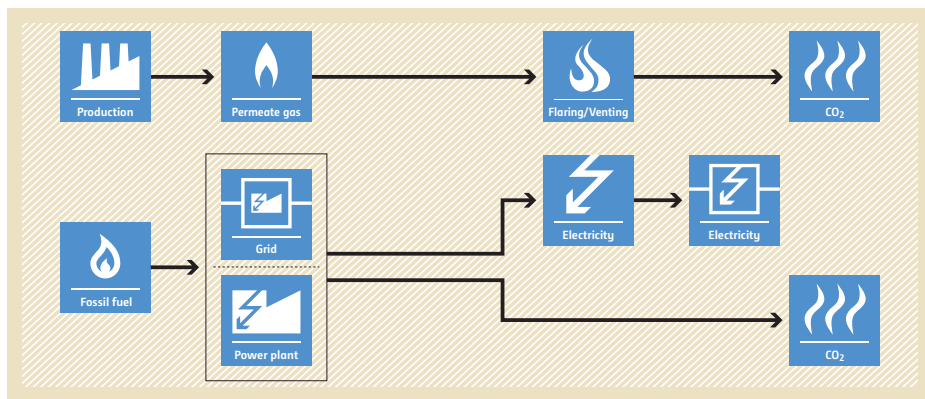 Production
Permeate gas
Flaring/Venting
CO2
Grid
Electricity
Electricity
Fossil fuel
Power plant
CO2